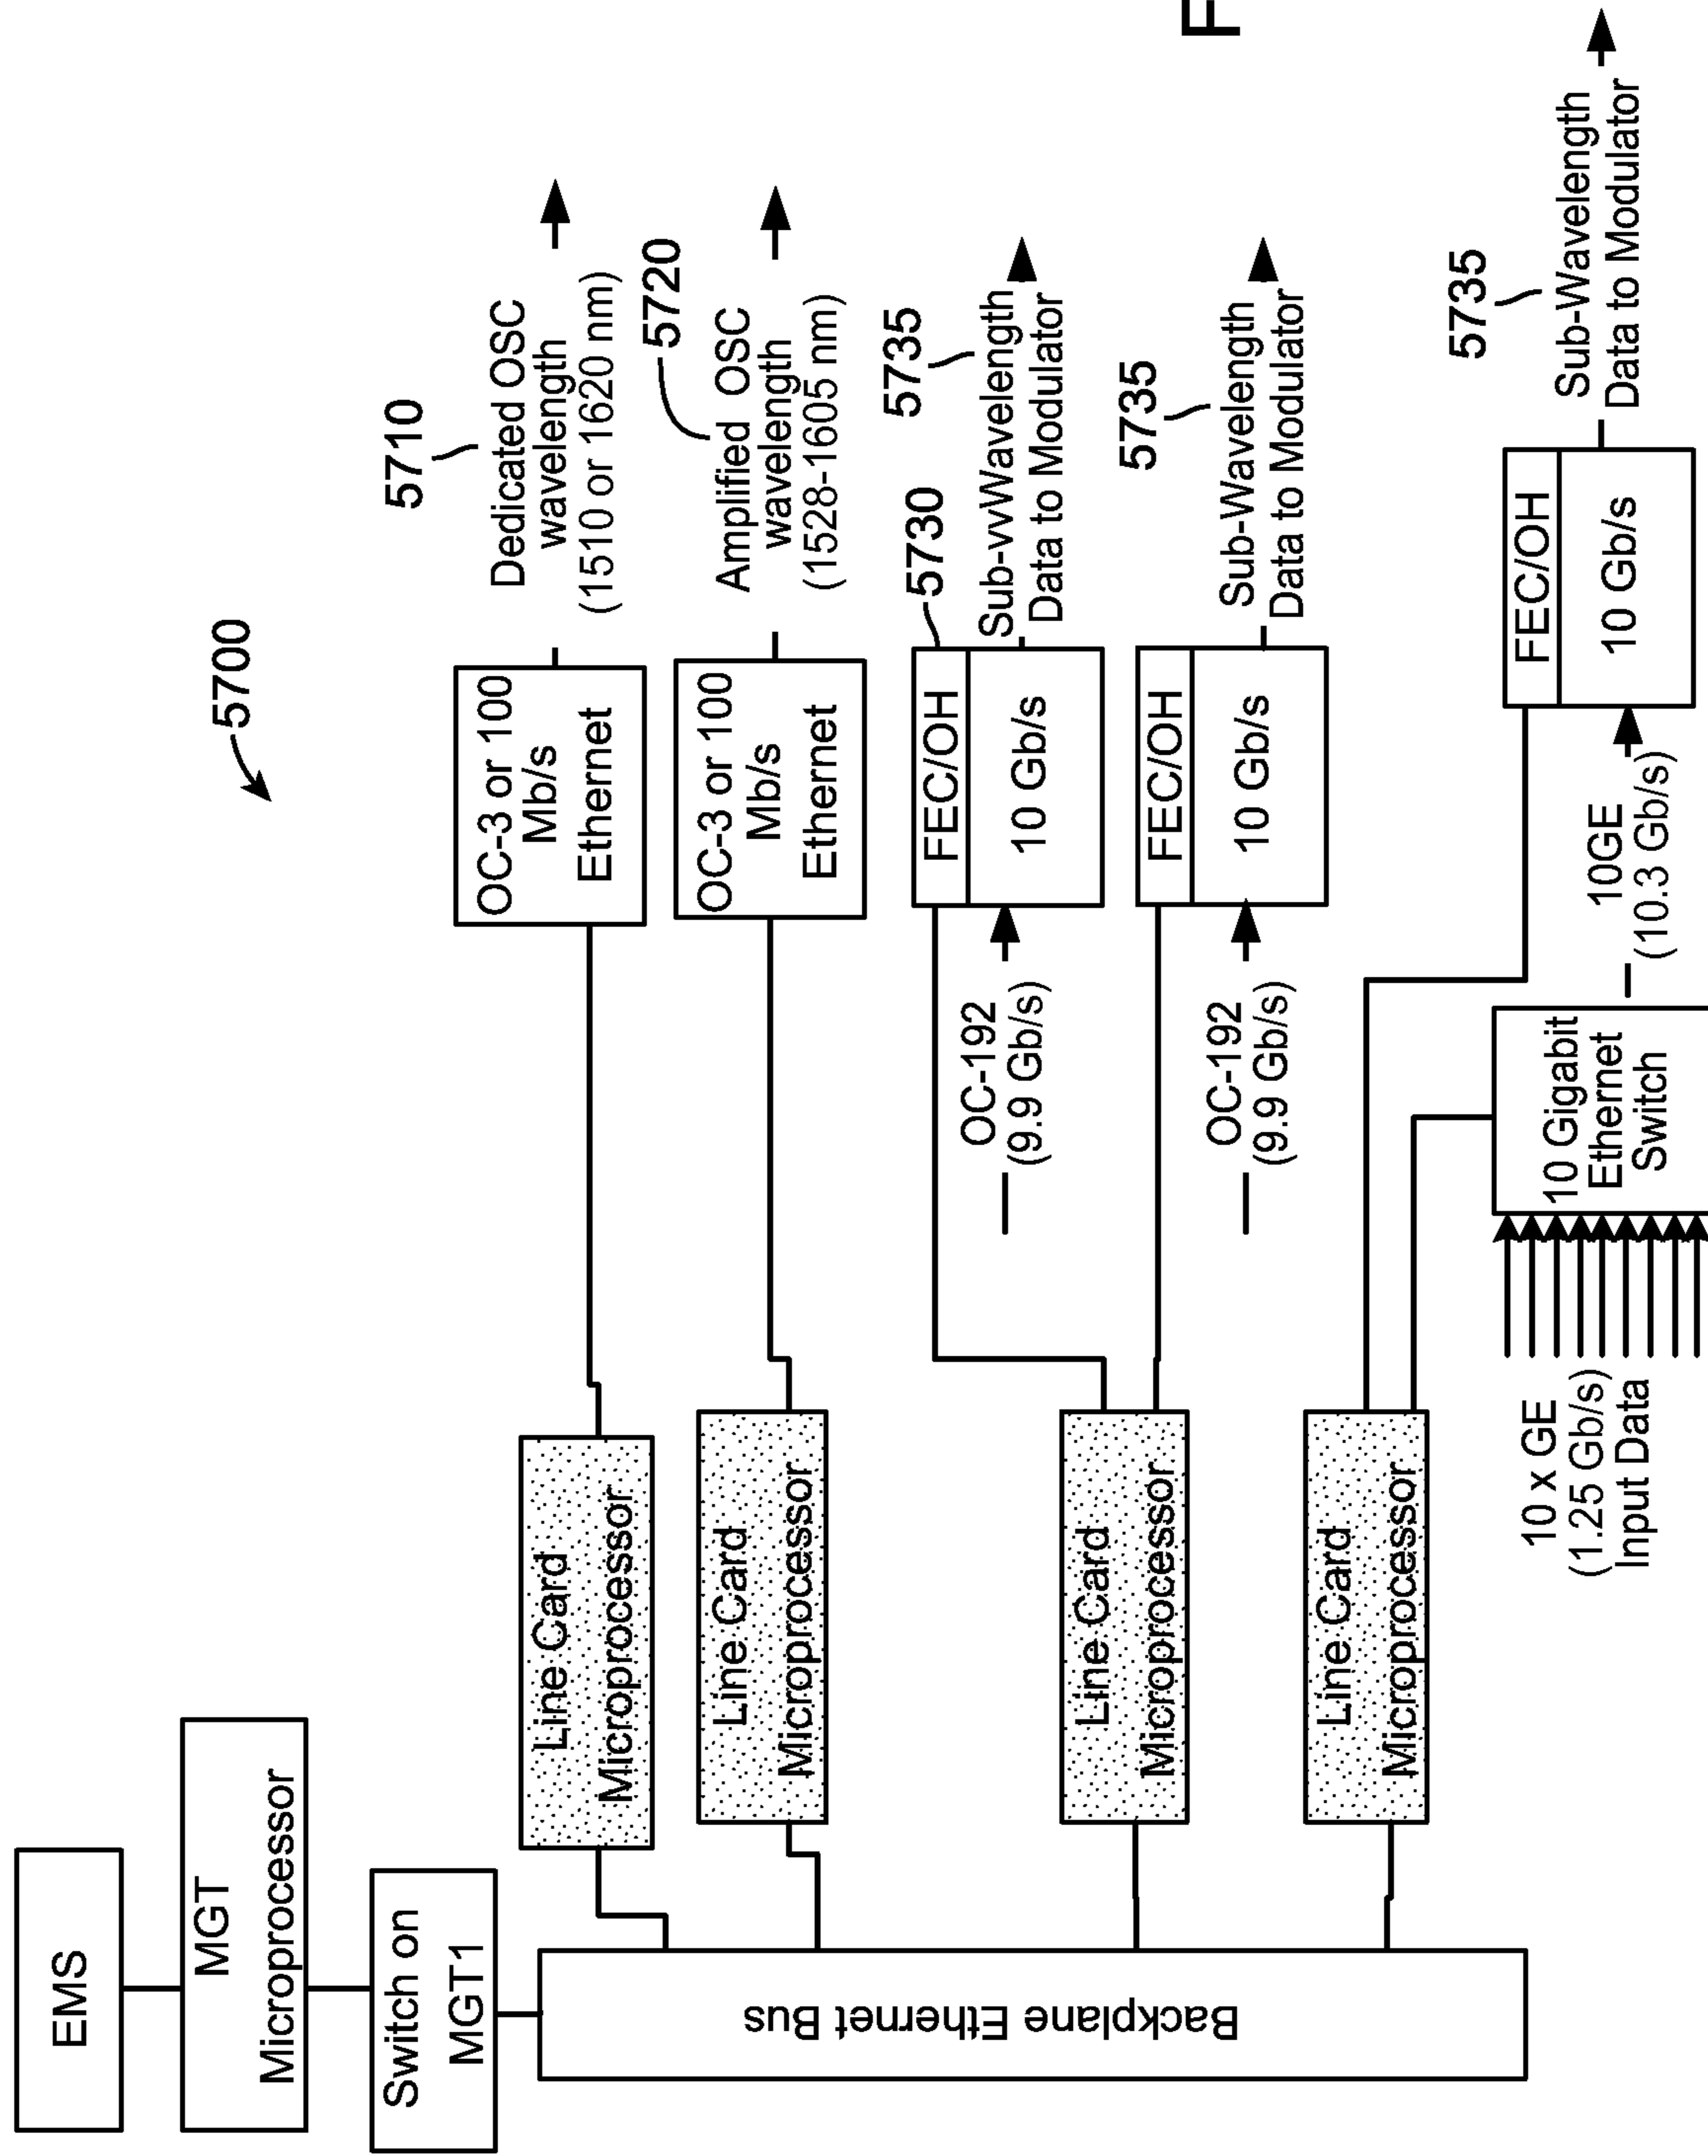 5700
EMS
MGT
Microprocessor
Switch on
MGT1
Backplane Ethernet Bus
Line Card
Microprocessor
OC-3 or 100
Mb/s
Ethernet
5710
Dedicated OSC
wavelength
(1510 or 1620 nm)
Line Card
Microprocessor
OC-3 or 100
Mb/s
Ethernet
5720
Amplified OSC
wavelength
(1528-1605 nm)
Line Card
Microprocessor
OC-192
(9.9 Gb/s)
FEC/OH
10 Gb/s
5730
5735
Sub-vvWavelength
Data to Modulator
OC-192
(9.9 Gb/s)
FEC/OH
10 Gb/s
5735
Sub-Wavelength
Data to Modulator
Line Card
Microprocessor
10 x GE
(1.25 Gb/s)
Input Data
10 Gigabit
Ethernet
Switch
10GE
(10.3 Gb/s)
FEC/OH
10 Gb/s
5735
Sub-Wavelength
Data to Modulator
F